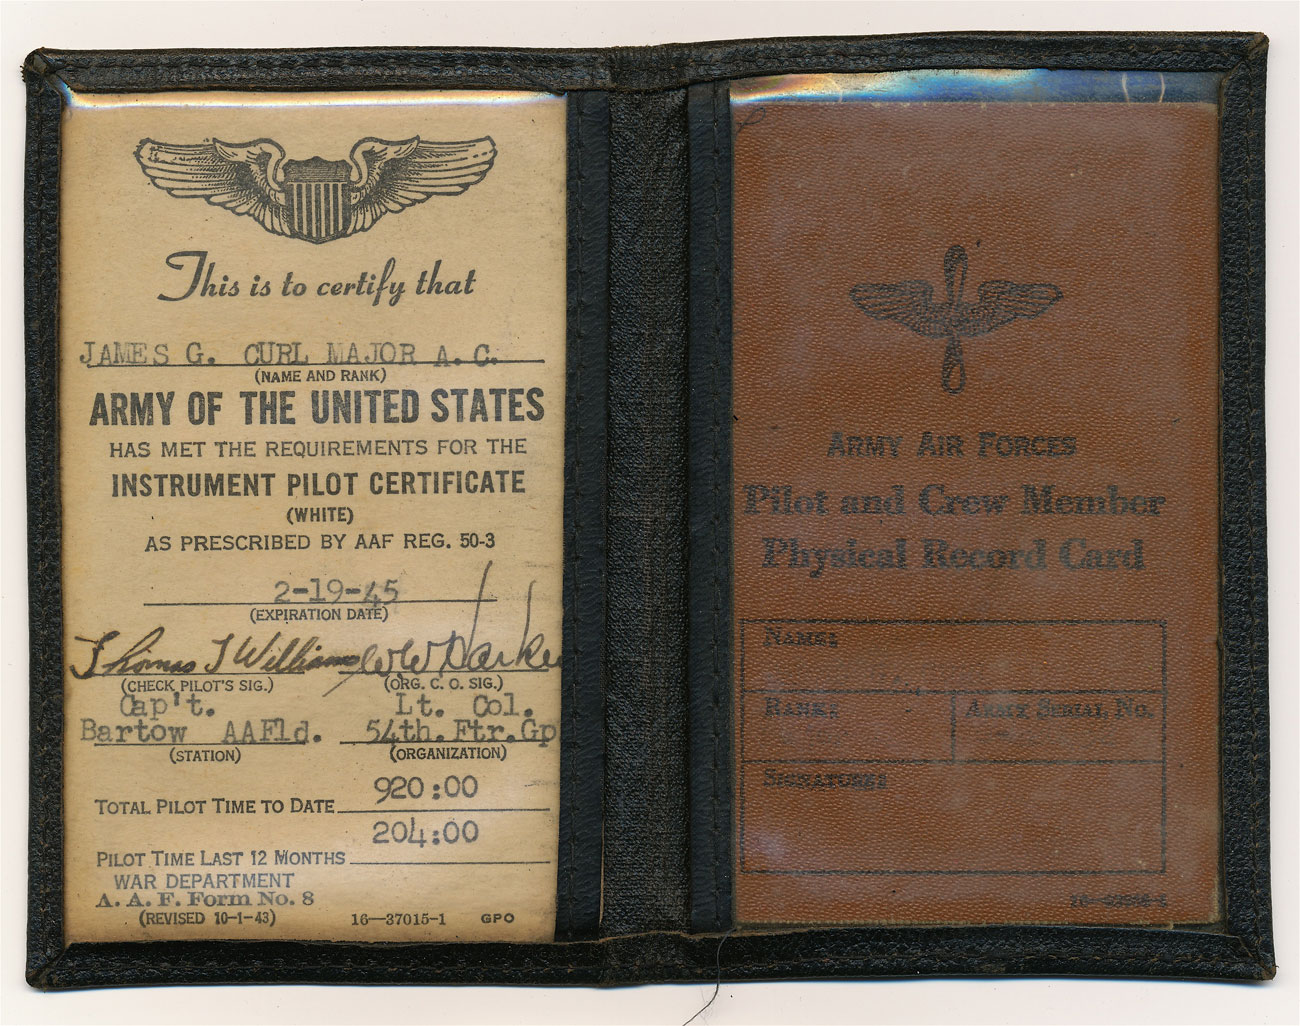 This is to certify that
JAMES G. CURL MAJOR A. C.
(NAME AND RANK)
ARMY OF THE UNITED STATES
HAS MET THE REQUIREMENTS FOR THE
INSTRUMENT PILOT CERTIFICATE
(WHITE)
AS PRESCRIBED BY AAF REG. 50-3
2-19-45
(EXPIRATION DATE)
Thomas J Williams W W Parker
(CHECK PILOT'S SIG.) (ORG. C. O. SIG.)
Cap't. Lt. Col.
Bartow AAFld. 54th. Ftr. Gp
(STATION) (ORGANIZATION)
TOTAL PILOT TIME TO DATE 920:00
PILOT TIME LAST 12 MONTHS 204:00
WAR DEPARTMENT
A. A. F. Form No. 8
(REVISED 10-1-43) 16—37015-1 GPO
ARMY AIR FORCES
Pilot and Crew Member
Physical Record Card
NAME:
RANK: ARMY SERIAL NO.
SIGNATURE: